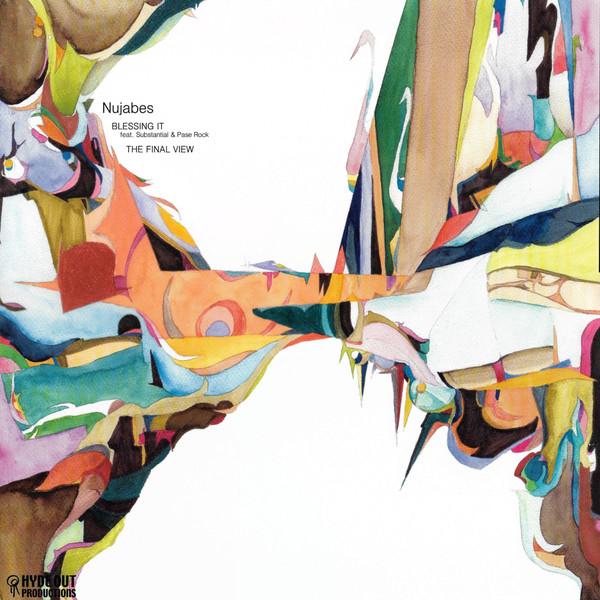 Nujabes
BLESSING IT
feat. Substantial & Pase Rock
THE FINAL VIEW
HYDE OUT
PRODUCTIONS